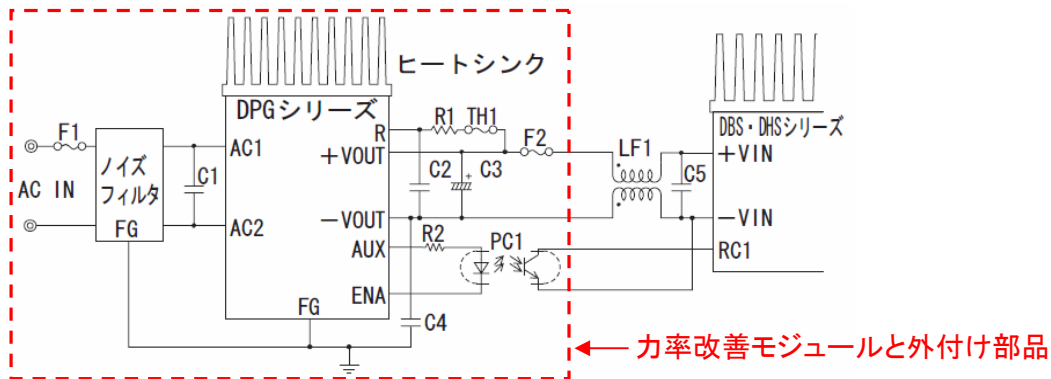 ヒートシンク
DPGシリーズ
DBS・DHSシリーズ
F1
AC IN
ノイズ
フィルタ
FG
C1
AC1
AC2
R
+VOUT
-VOUT
AUX
ENA
FG
R1
TH1
F2
C2
C3
R2
PC1
C4
LF1
C5
+VIN
-VIN
RC1
力率改善モジュールと外付け部品